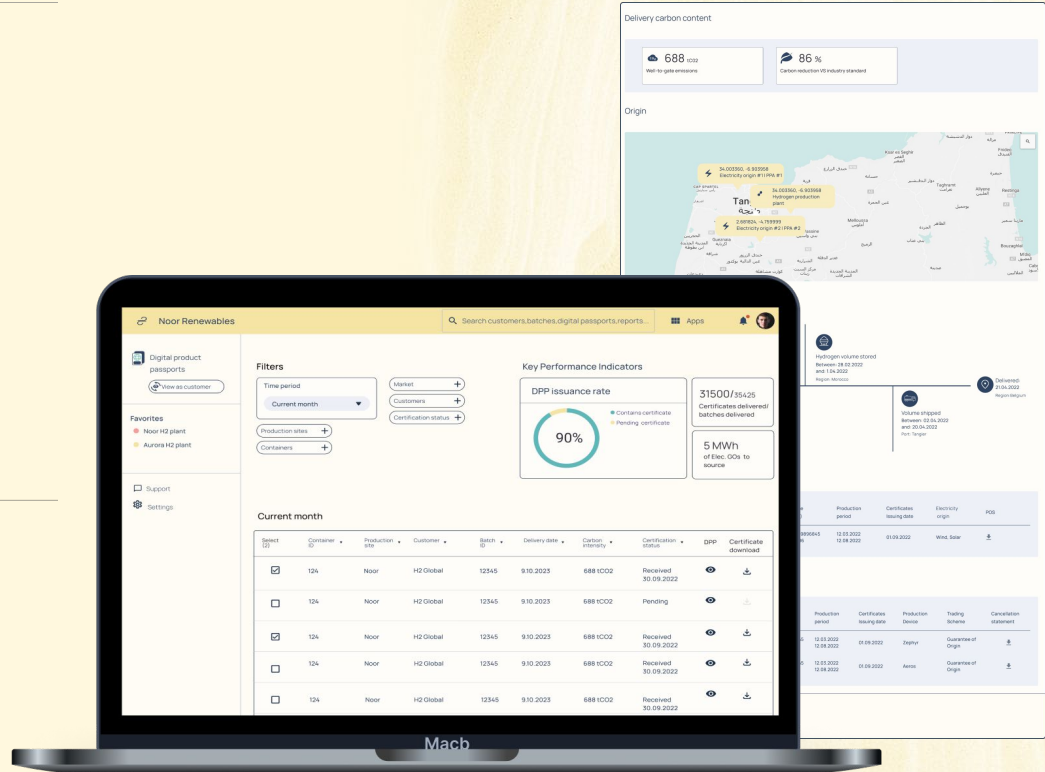 Delivery carbon content
688 tCO2
Well-to-gate emissions
86 %
Carbon reduction VS industry standard
Origin
34.003360, -6.903958
Electricity origin #1 I PPA #1
34.003360, -6.903958
Hydrogen production
plant
2.681824, -4.759999
Electricity origin #2 I PPA #2
Ksar es Seghir
Taghramt
Melloussa
Hydrogen volume stored
Between: 28.02.2022
and: 1.04.2022
Region: Morocco
Delivered:
21.04.2022
Region Belgium
Volume shipped
Between: 02.04.2022
and: 20.04.2022
Port: Tangier
Production
period
Certificates
issuing date
Electricity
origin
POS
12.03.2022
12.08.2022
01.09.2022
Wind, Solar
Production
period
Certificates
issuing date
Production
Device
Trading
Scheme
Cancellation
statement
12.03.2022
12.08.2022
01.09.2022
Zephyr
Guarantee of
Origin
12.03.2022
12.08.2022
01.09.2022
Aeros
Guarantee of
Origin
Noor Renewables
Search customers,batches,digital passports,reports...
Apps
Digital product
passports
View as customer
Favorites
Noor H2 plant
Aurora H2 plant
Support
Settings
Filters
Time period
Current month
Market +
Customers +
Certification status +
Production sites +
Containers +
Key Performance Indicators
DPP issuance rate
90%
Contains certificate
Pending certificate
31500/35425
Certificates delivered/
batches delivered
5 MWh
of Elec. GOs to
source
Current month
Select
(2)
Container
ID
Production
site
Customer
Batch
ID
Delivery date
Carbon
intensity
Certification
status
DPP
Certificate
download
124 Noor H2 Global 12345 9.10.2023 688 tCO2 Received
30.09.2022
124 Noor H2 Global 12345 9.10.2023 688 tCO2 Pending
124 Noor H2 Global 12345 9.10.2023 688 tCO2 Received
30.09.2022
124 Noor H2 Global 12345 9.10.2023 688 tCO2 Received
30.09.2022
124 Noor H2 Global 12345 9.10.2023 688 tCO2 Received
30.09.2022
Macb